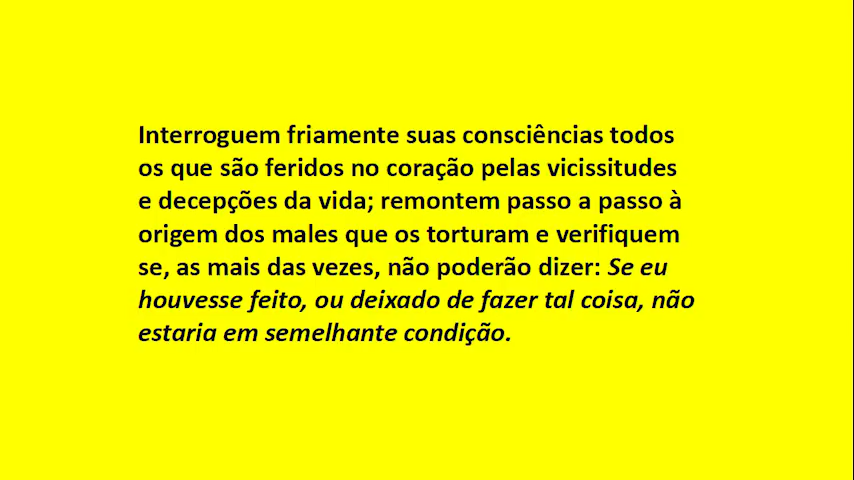 Interroguem friamente suas consciências todos
os que são feridos no coração pelas vicissitudes
e decepções da vida; remontem passo a passo à
origem dos males que os torturam e verifiquem
se, as mais das vezes, não poderão dizer: Se eu
houvesse feito, ou deixado de fazer tal coisa, não
estaria em semelhante condição.